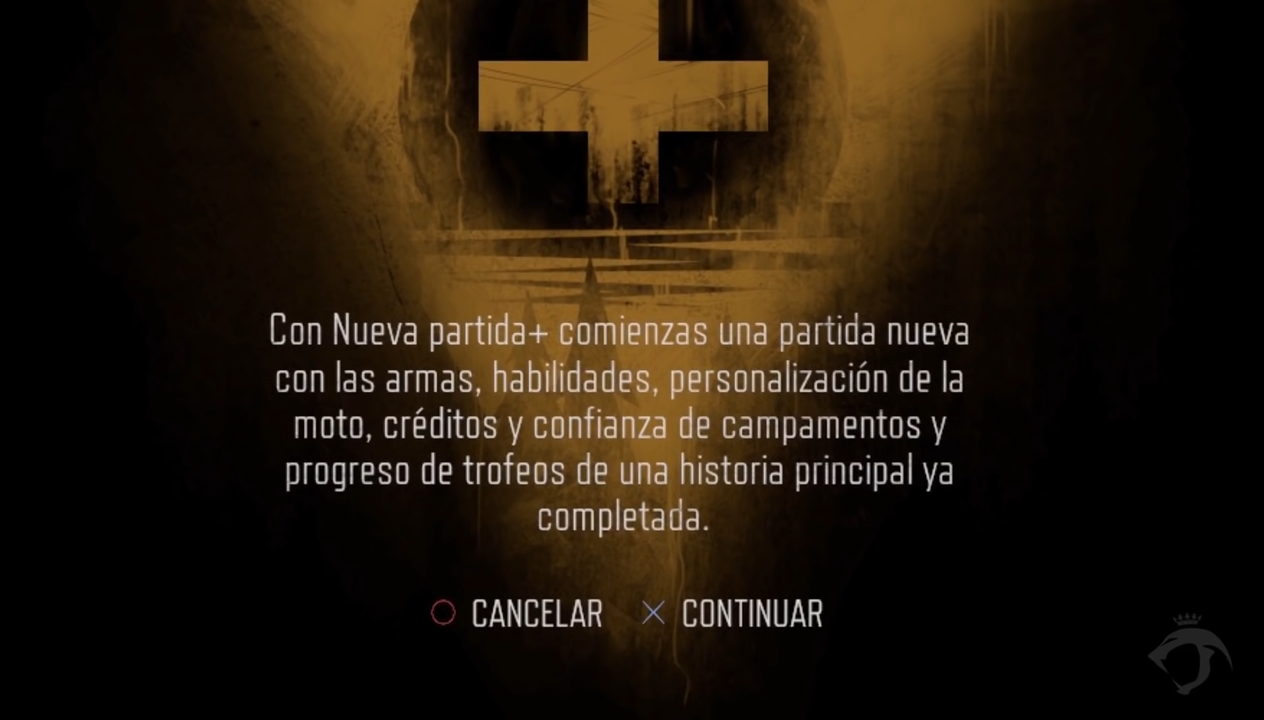 Con Nueva partida+ comienzas una partida nueva
con las armas, habilidades, personalización de la
moto, créditos y confianza de campamentos y
progreso de trofeos de una historia principal ya
completada.
CANCELAR CONTINUAR